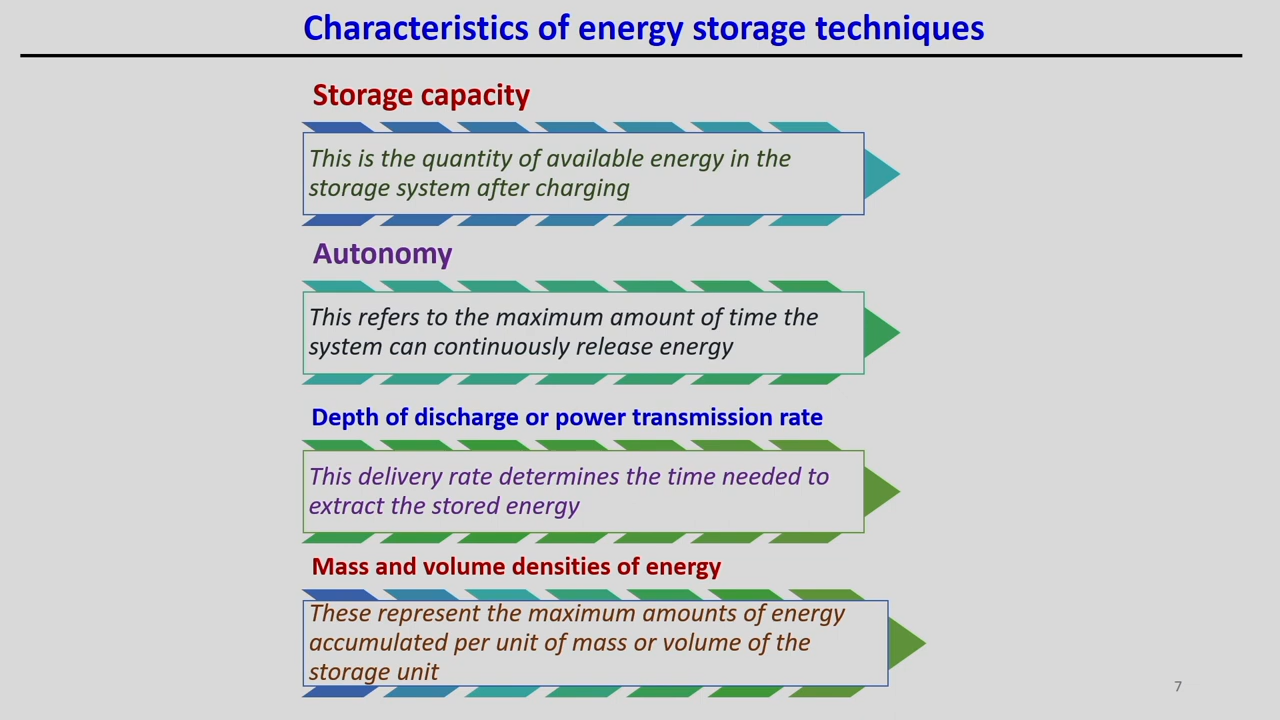 Characteristics of energy storage techniques
Storage capacity
This is the quantity of available energy in the
storage system after charging
Autonomy
This refers to the maximum amount of time the
system can continuously release energy
Depth of discharge or power transmission rate
This delivery rate determines the time needed to
extract the stored energy
Mass and volume densities of energy
These represent the maximum amounts of energy
accumulated per unit of mass or volume of the
storage unit
7